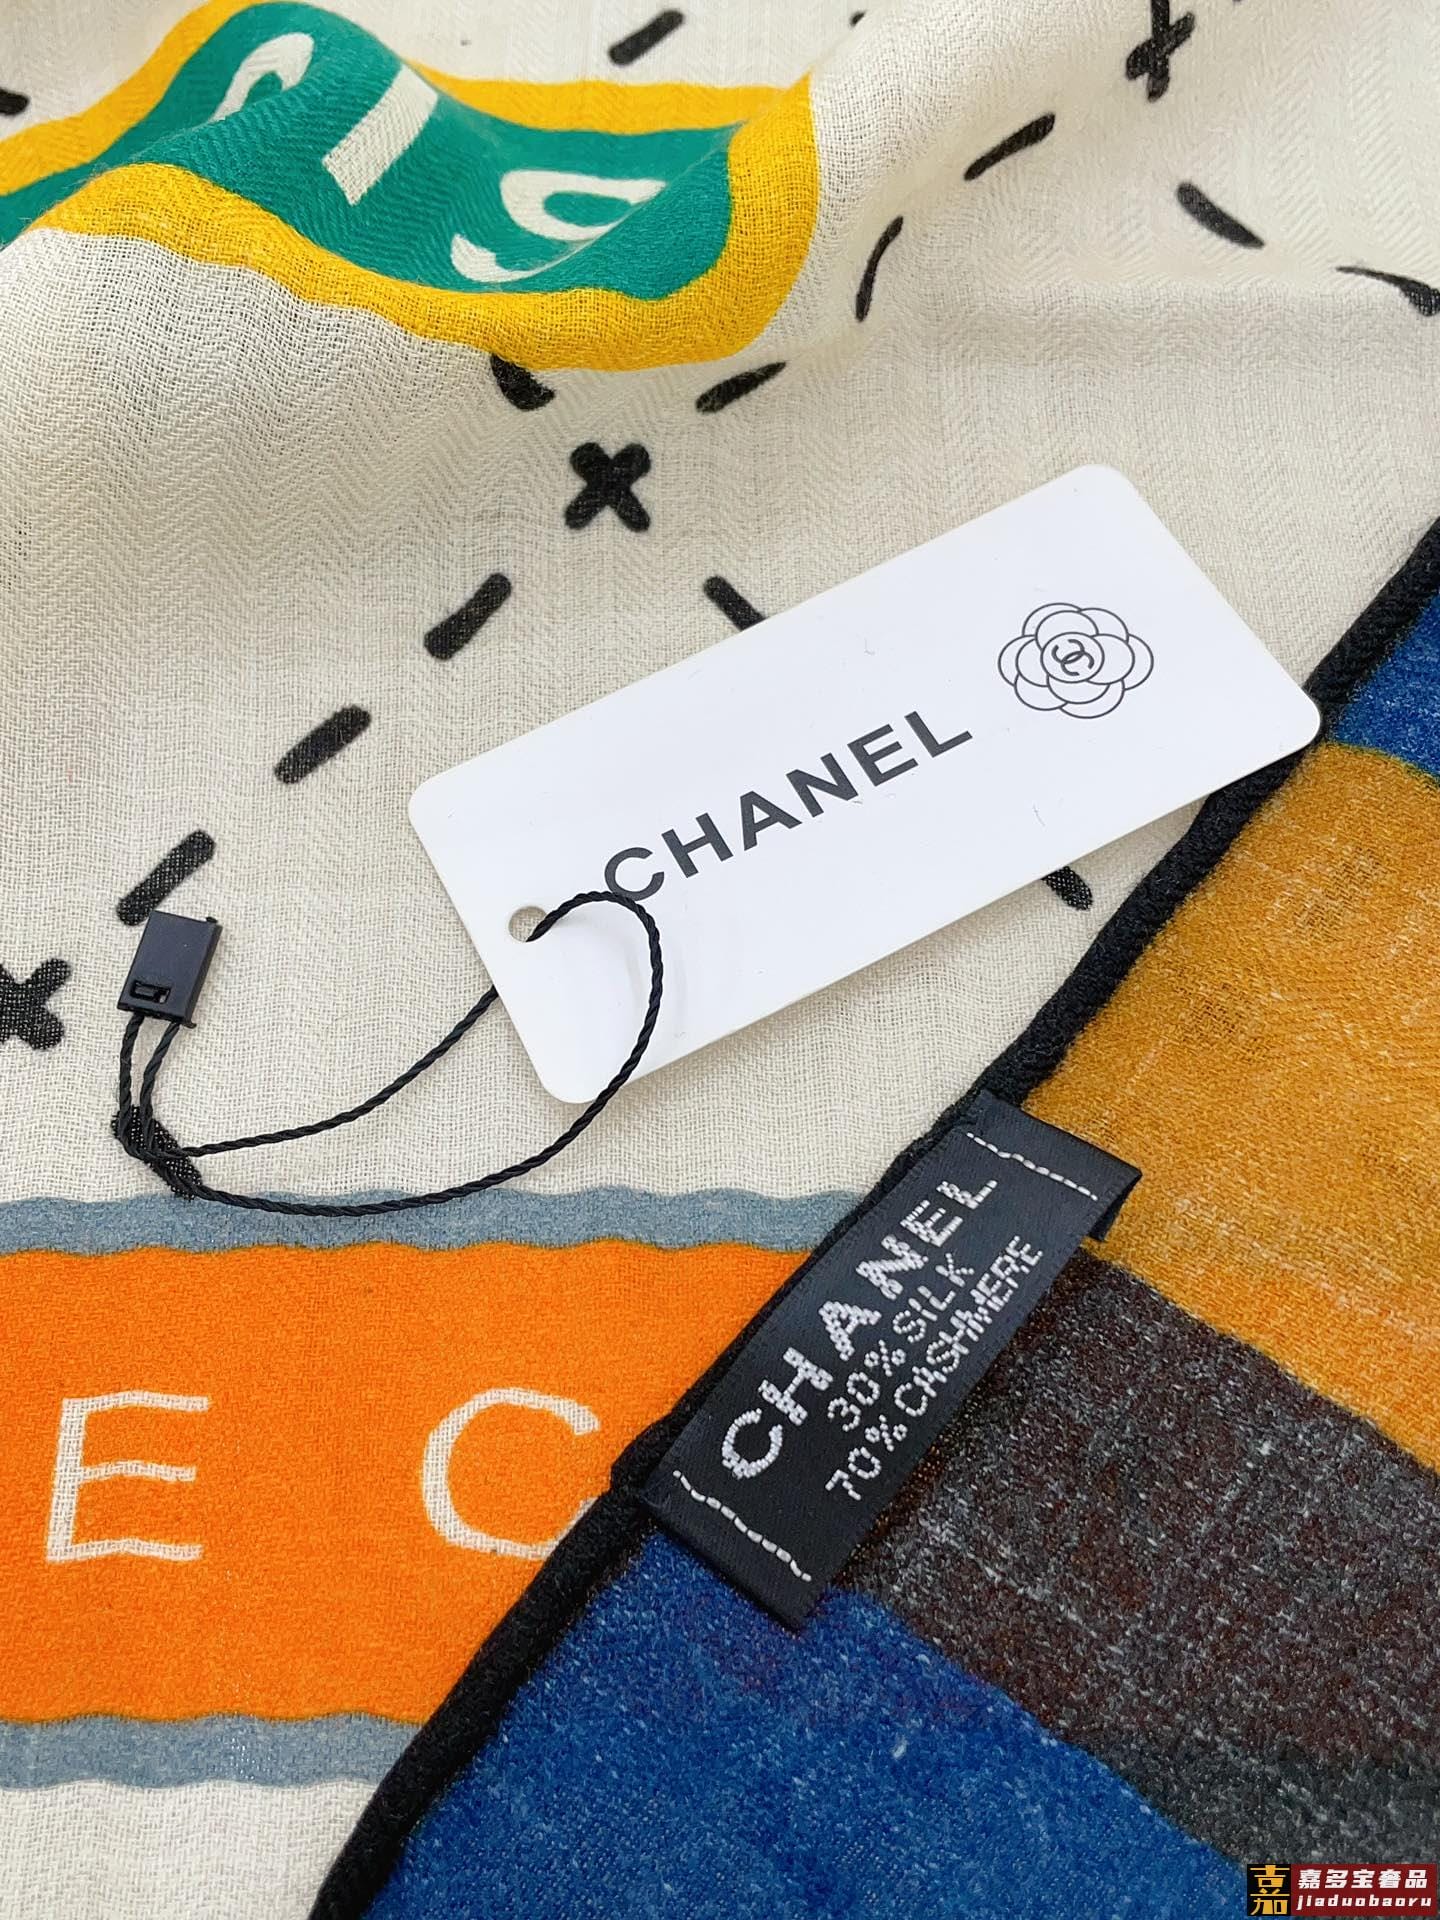 CHANEL
CHANEL
30% SILK
70% CASHMERE
E C
嘉多宝奢品
jiaduobaoru